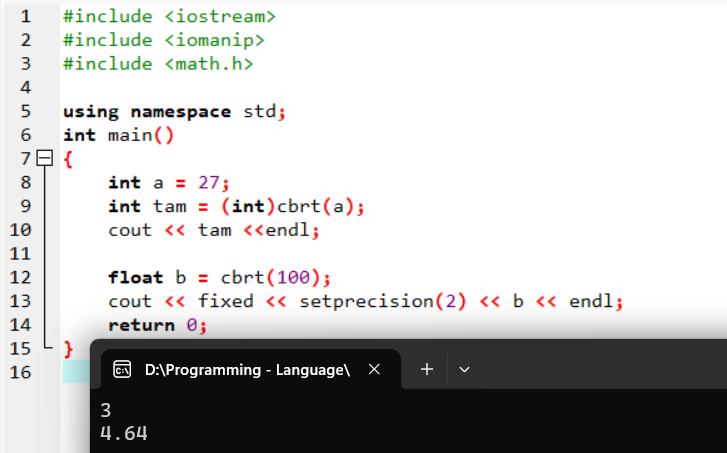 1 #include <iostream>
2 #include <iomanip>
3 #include <math.h>
4
5 using namespace std;
6 int main()
7 {
8 int a = 27;
9 int tam = (int)cbrt(a);
10 cout << tam <<endl;
11
12 float b = cbrt(100);
13 cout << fixed << setprecision(2) << b << endl;
14 return 0;
15 }
16
D:\Programming - Language\
3
4.64